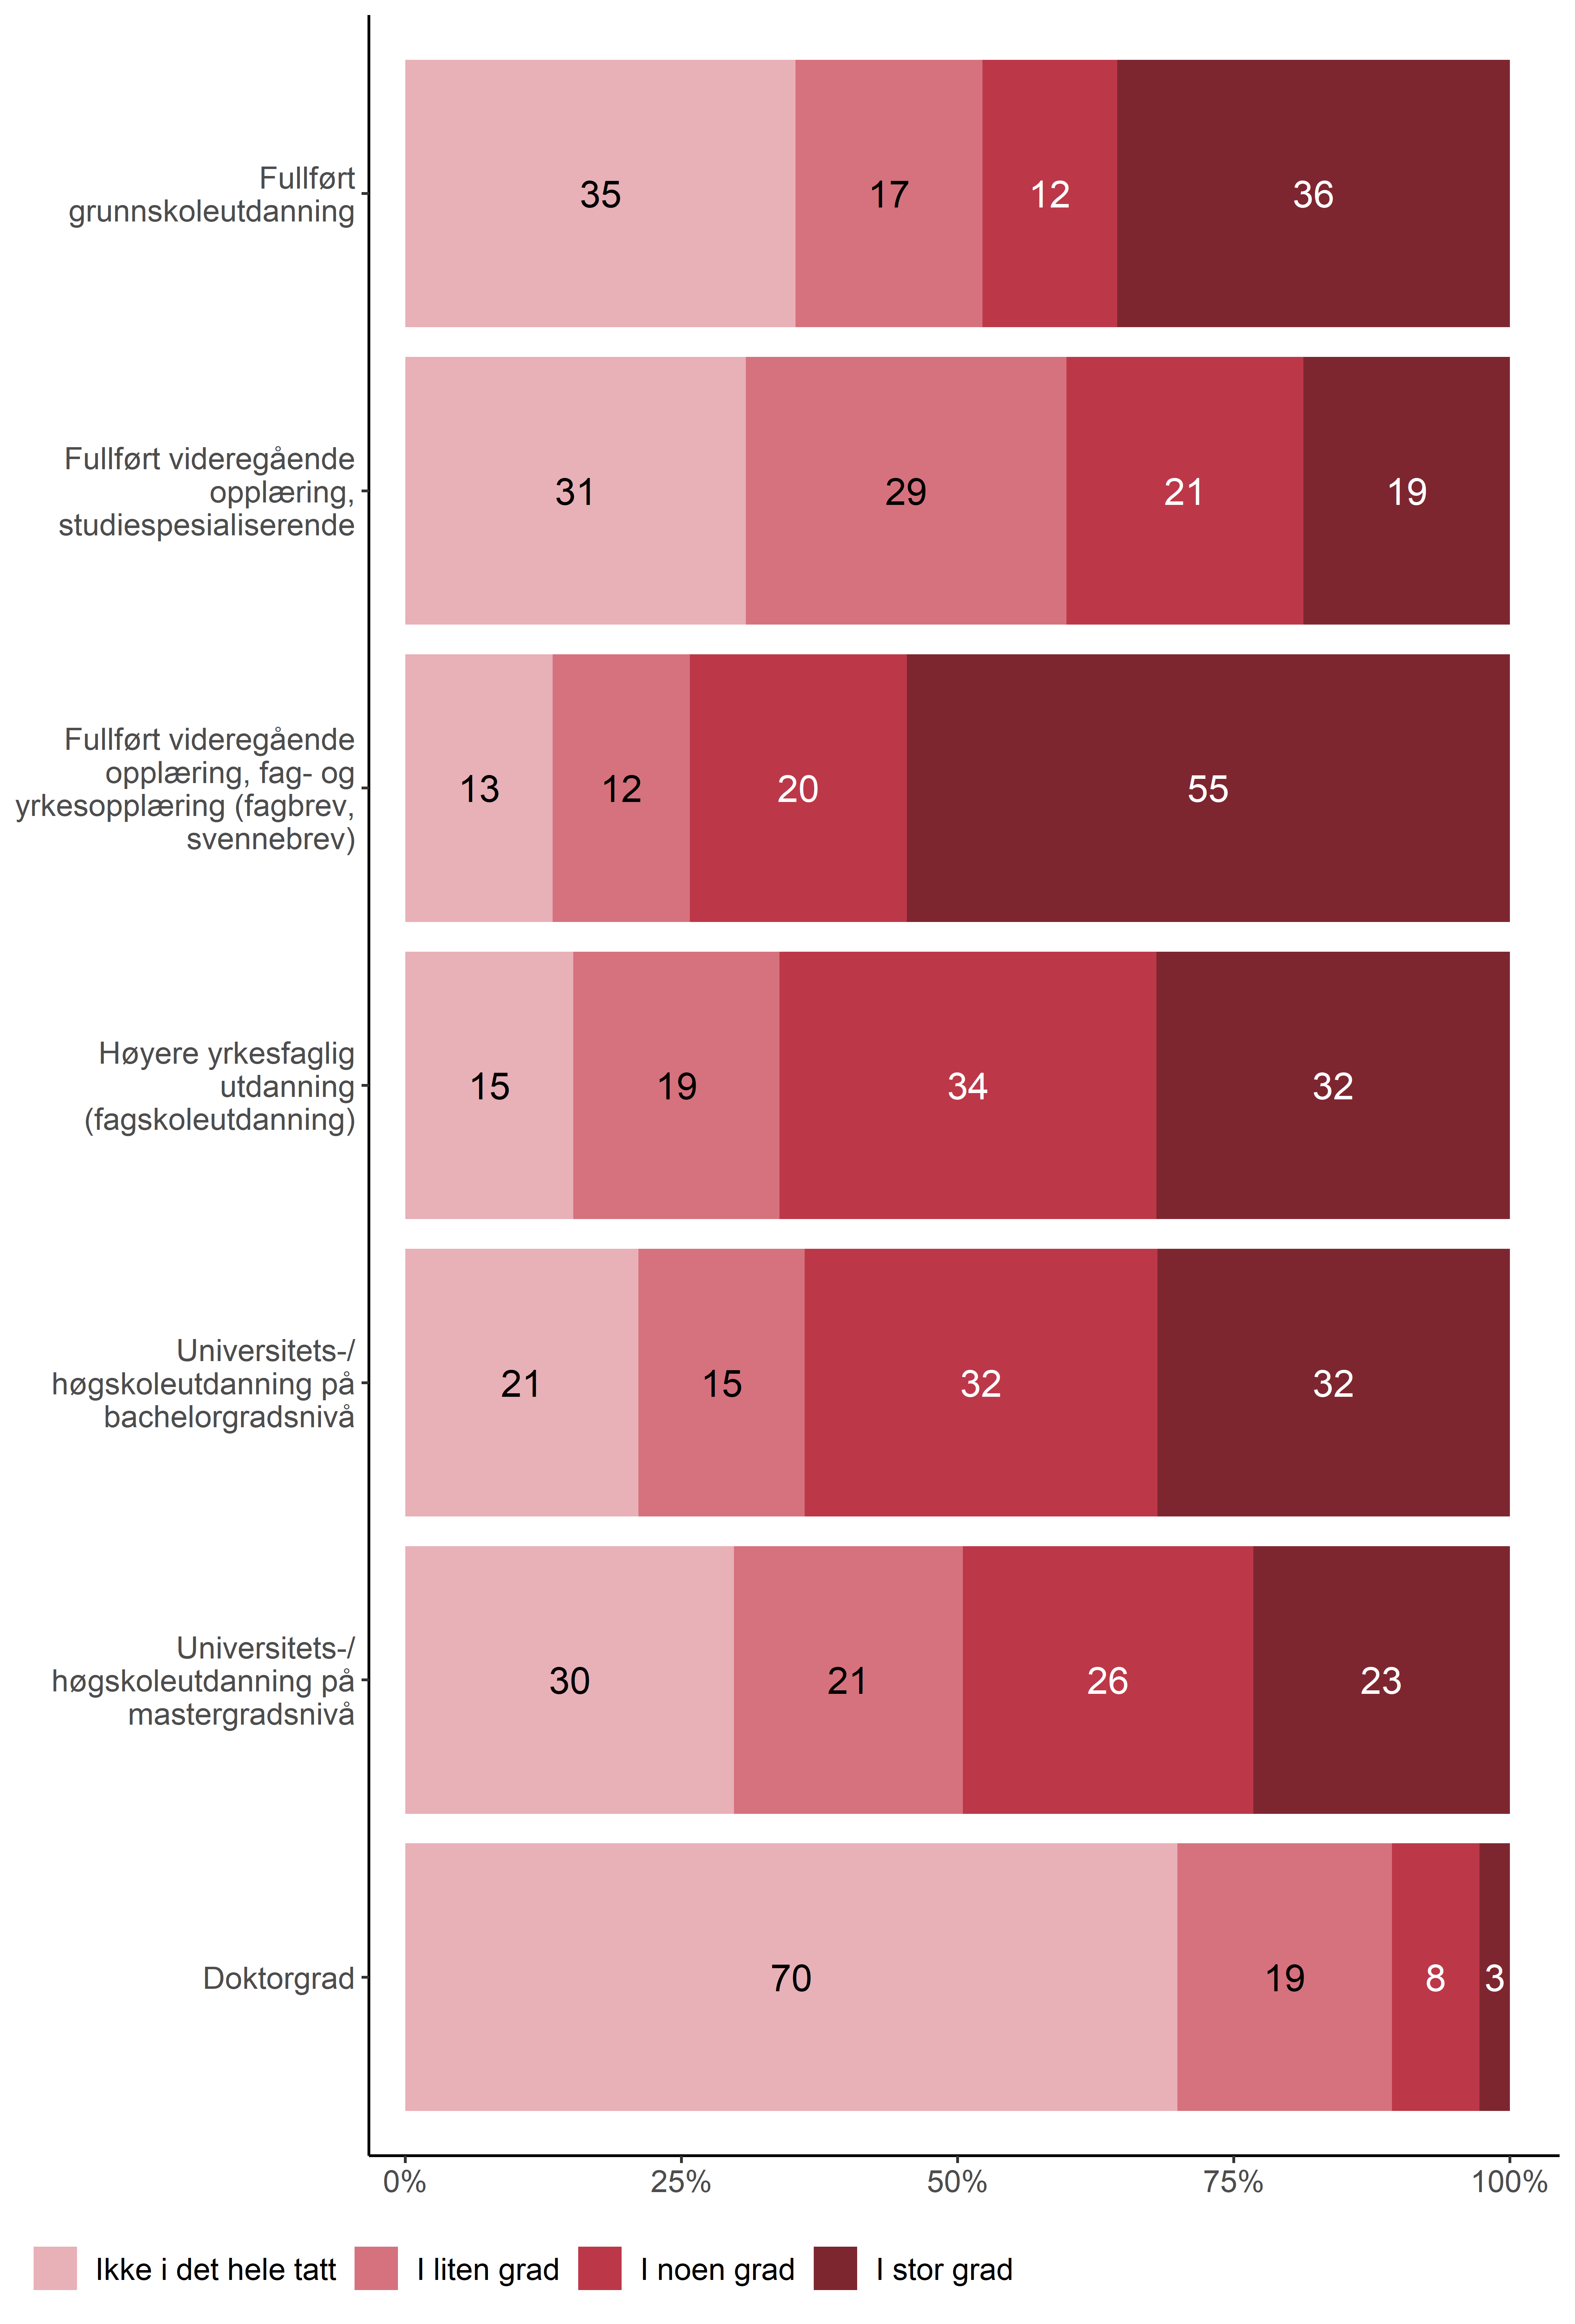 Fullført
grunnskoleutdanning
35 17 12 36
Fullført videregående
opplæring,
studiespesialiserende
31 29 21 19
Fullført videregående
opplæring, fag- og
yrkesopplæring (fagbrev,
svennebrev)
13 12 20 55
Høyere yrkesfaglig
utdanning
(fagskoleutdanning)
15 19 34 32
Universitets-/
høgskoleutdanning på
bachelorgradsnivå
21 15 32 32
Universitets-/
høgskoleutdanning på
mastergradsnivå
30 21 26 23
Doktorgrad
70 19 8 3
0% 25% 50% 75% 100%
Ikke i det hele tatt I liten grad I noen grad I stor grad